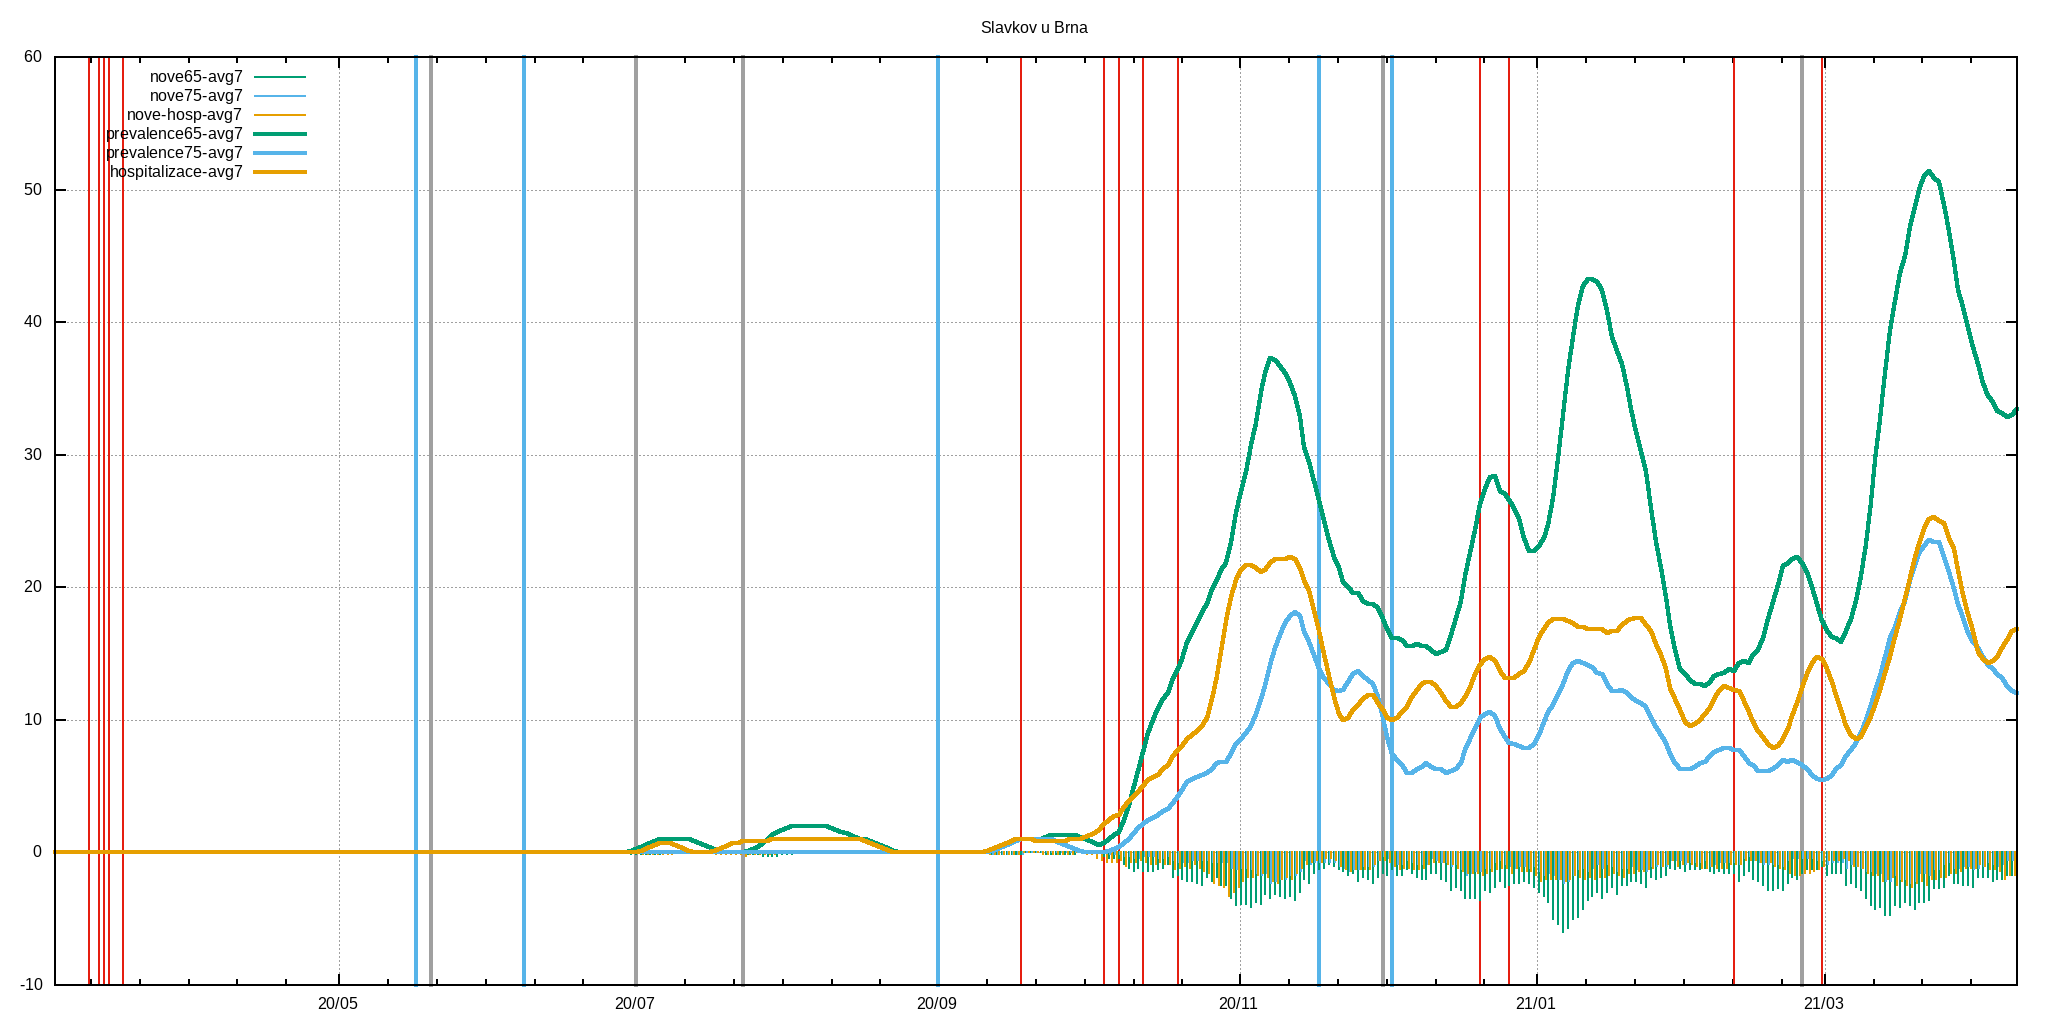 Slavkov u Brna
60
50
40
30
20
10
0
-10
nove65-avg7
nove75-avg7
nove-hosp-avg7
prevalence65-avg7
prevalence75-avg7
hospitalizace-avg7
20/05
20/07
20/09
20/11
21/01
21/03